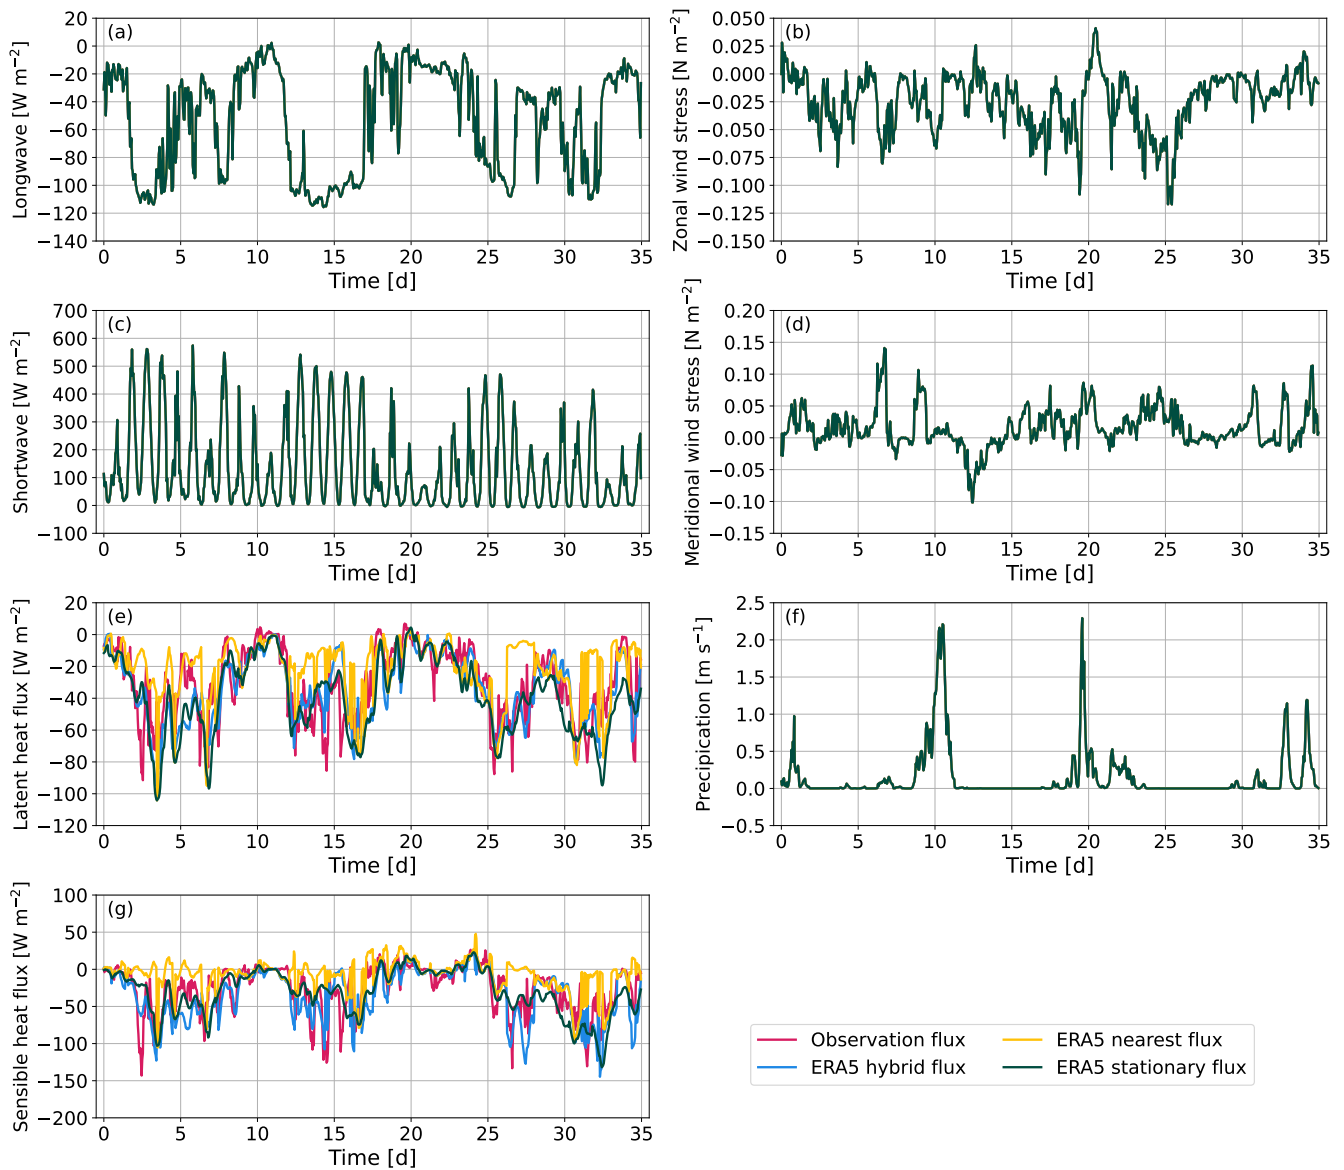 (a)
Longwave [W m⁻²]
20
0
−20
−40
−60
−80
−100
−120
−140
0 5 10 15 20 25 30 35
Time [d]
(b)
Zonal wind stress [N m⁻²]
0.050
0.025
0.000
−0.025
−0.050
−0.075
−0.100
−0.125
−0.150
0 5 10 15 20 25 30 35
Time [d]
(c)
Shortwave [W m⁻²]
700
600
500
400
300
200
100
0
−100
0 5 10 15 20 25 30 35
Time [d]
(d)
Meridional wind stress [N m⁻²]
0.20
0.15
0.10
0.05
0.00
−0.05
−0.10
−0.15
0 5 10 15 20 25 30 35
Time [d]
(e)
Latent heat flux [W m⁻²]
20
0
−20
−40
−60
−80
−100
−120
0 5 10 15 20 25 30 35
Time [d]
(f)
Precipication [m s⁻¹]
2.5
2.0
1.5
1.0
0.5
0.0
−0.5
0 5 10 15 20 25 30 35
Time [d]
(g)
Sensible heat flux [W m⁻²]
100
50
0
−50
−100
−150
−200
0 5 10 15 20 25 30 35
Time [d]
Observation flux
ERA5 hybrid flux
ERA5 nearest flux
ERA5 stationary flux